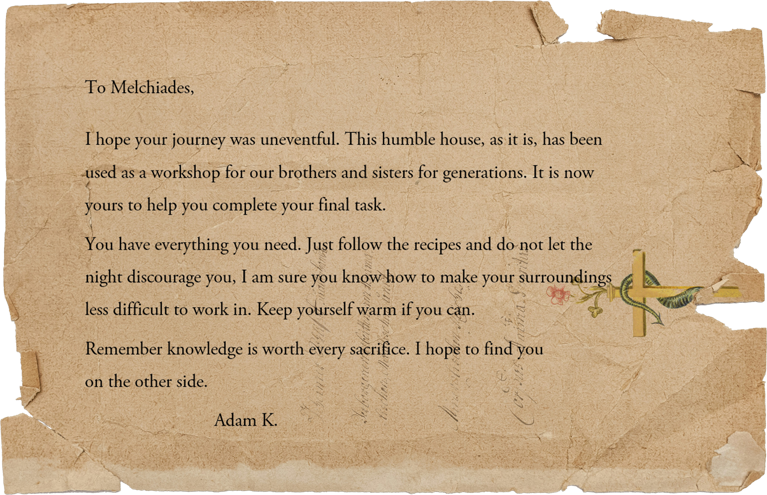 To Melchiades,
I hope your journey was uneventful. This humble house, as it is, has been
used as a workshop for our brothers and sisters for generations. It is now
yours to help you complete your final task.
You have everything you need. Just follow the recipes and do not let the
night discourage you, I am sure you know how to make your surroundings
less difficult to work in. Keep yourself warm if you can.
Remember knowledge is worth every sacrifice. I hope to find you
on the other side.
Adam K.